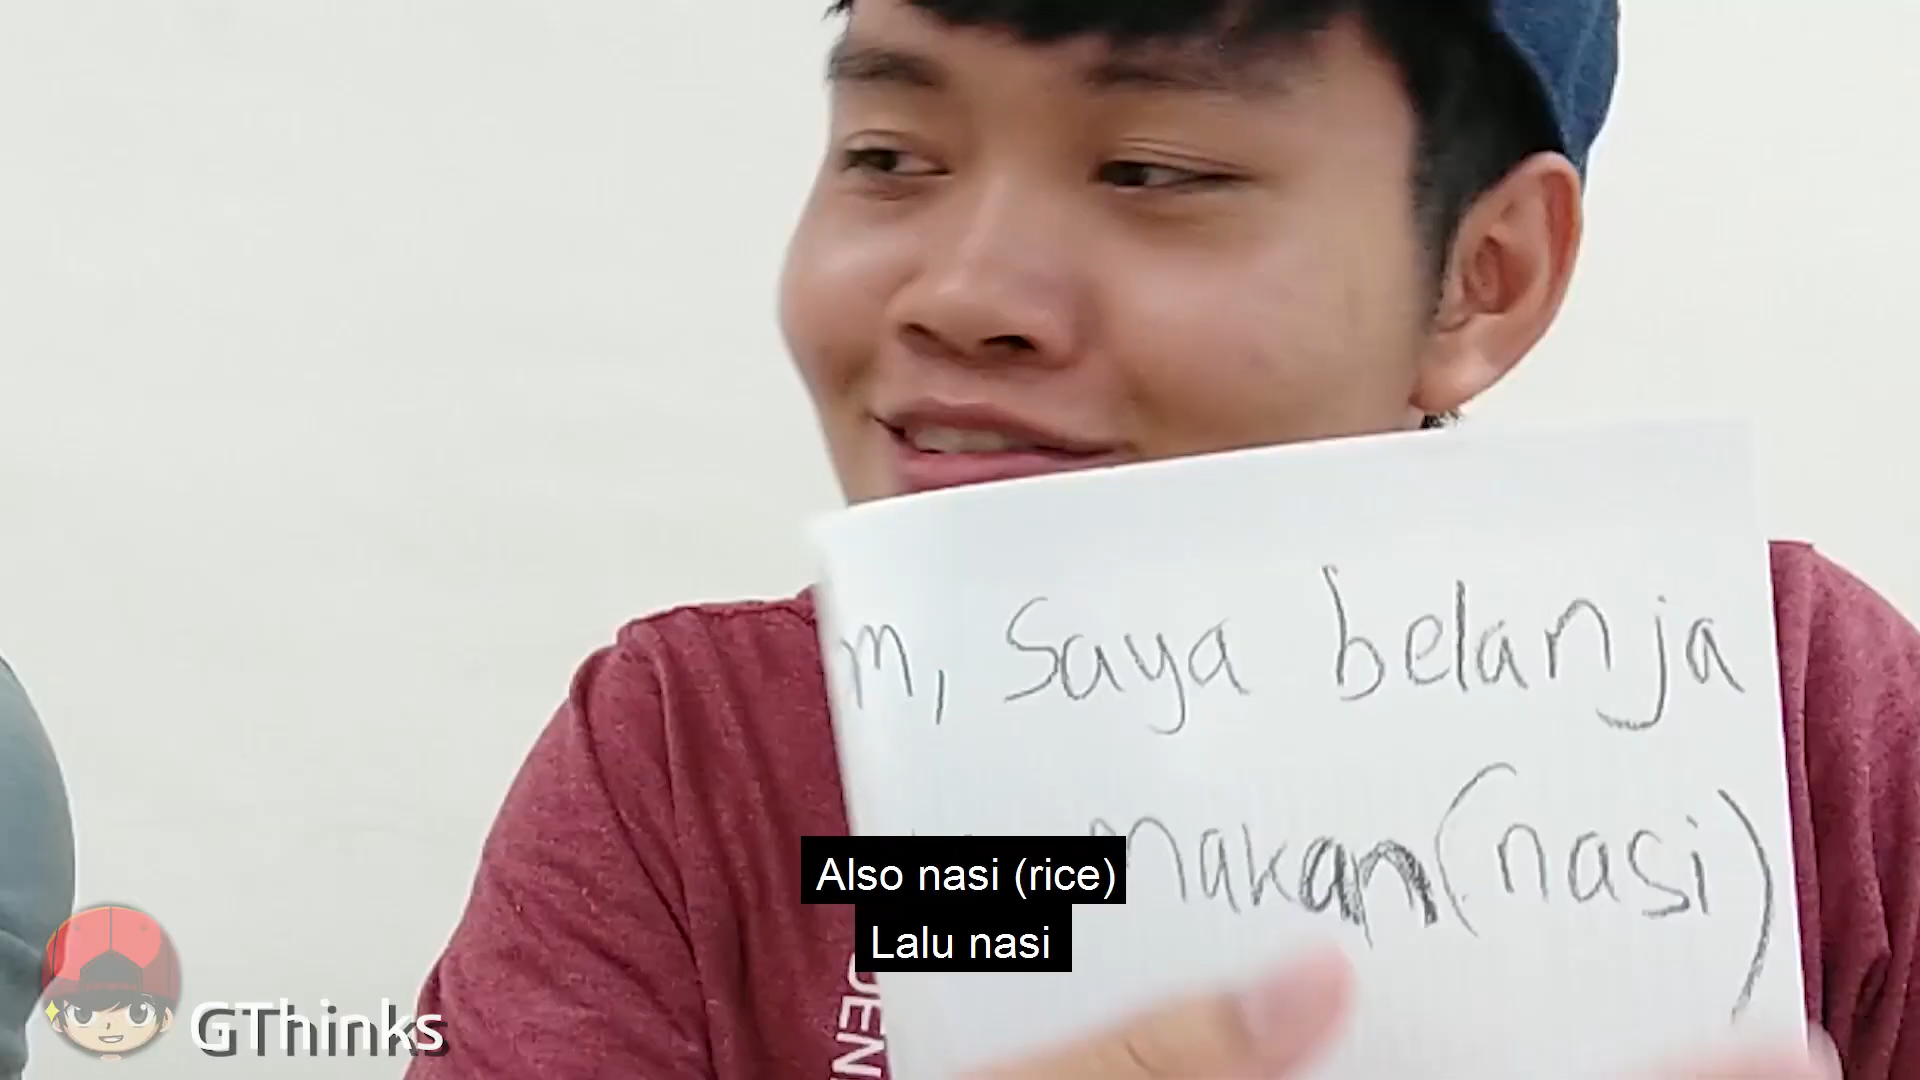 m, Saya belanja
makan (nasi)
Also nasi (rice)
Lalu nasi
GThinks